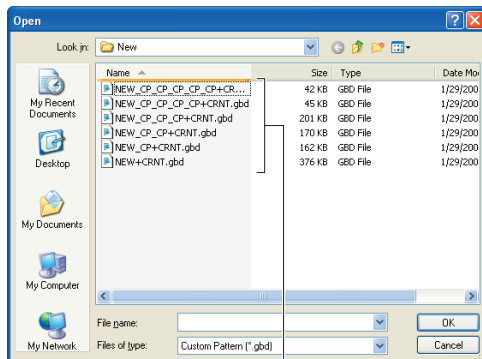 Open
Look in:
New
Name
Size
Type
Date Mo
NEW_CP_CP_CP_CP_CP+CR...
42 KB
GBD File
1/29/200
NEW_CP_CP_CP_CP+CRNT.gbd
45 KB
GBD File
1/29/200
NEW_CP_CP_CP+CRNT.gbd
201 KB
GBD File
1/29/200
NEW_CP_CP+CRNT.gbd
170 KB
GBD File
1/29/200
NEW_CP+CRNT.gbd
162 KB
GBD File
1/29/200
NEW+CRNT.gbd
376 KB
GBD File
1/29/200
My Recent
Documents
Desktop
My Documents
My Computer
My Network
File name:
OK
Files of type:
Custom Pattern (*.gbd)
Cancel